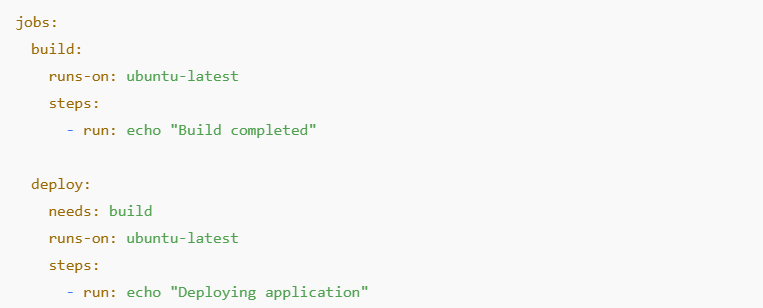 jobs:
  build:
    runs-on: ubuntu-latest
    steps:
      - run: echo "Build completed"

  deploy:
    needs: build
    runs-on: ubuntu-latest
    steps:
      - run: echo "Deploying application"